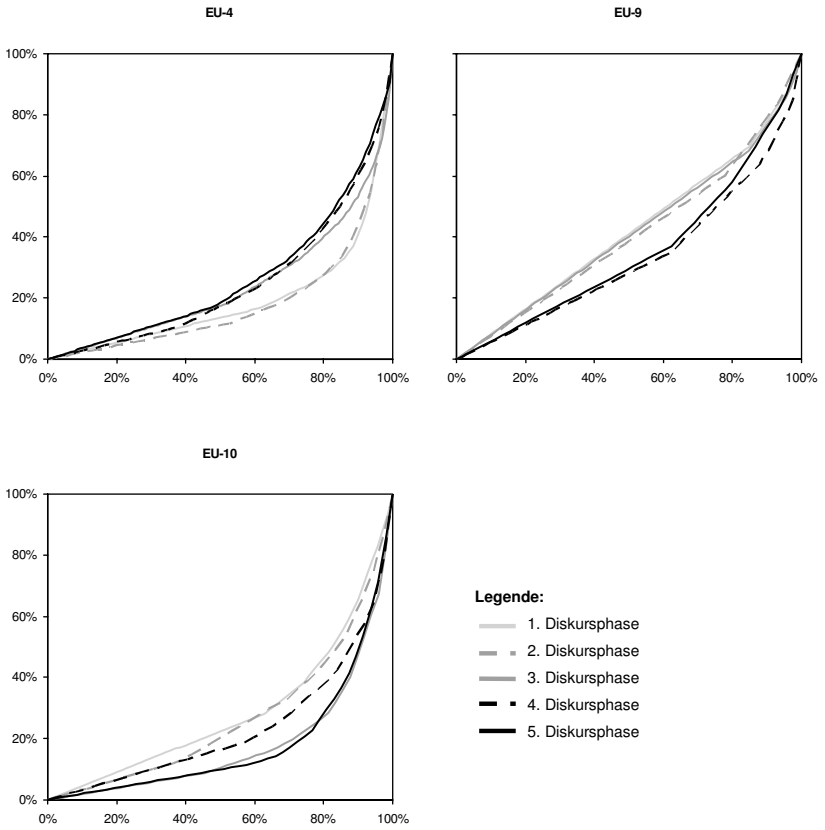 EU-4
100%
80%
60%
40%
20%
0%
0% 20% 40% 60% 80% 100%
EU-9
100%
80%
60%
40%
20%
0%
0% 20% 40% 60% 80% 100%
EU-10
100%
80%
60%
40%
20%
0%
0% 20% 40% 60% 80% 100%
Legende:
1. Diskursphase
2. Diskursphase
3. Diskursphase
4. Diskursphase
5. Diskursphase